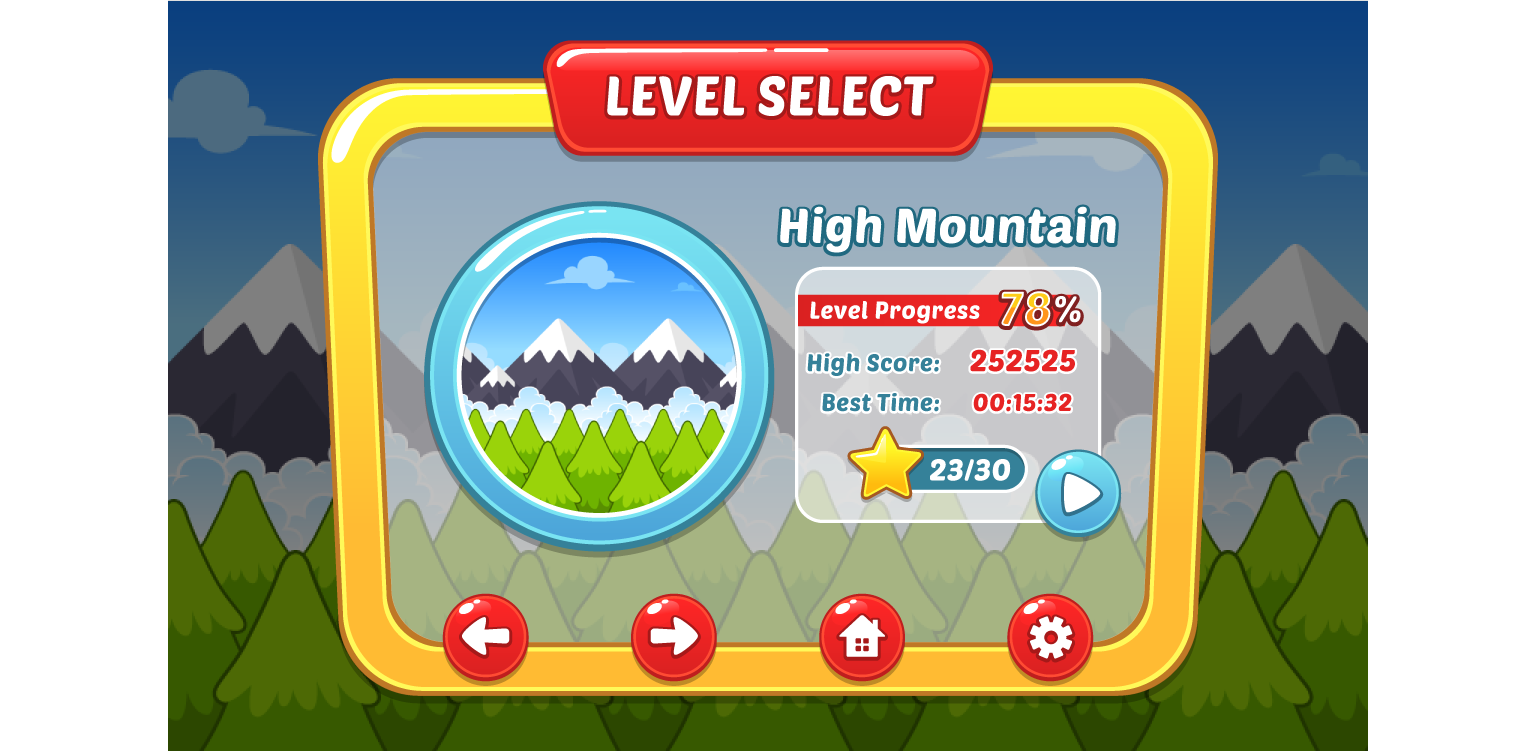 LEVEL SELECT
High Mountain
Level Progress 78%
High Score: 252525
Best Time: 00:15:32
23/30